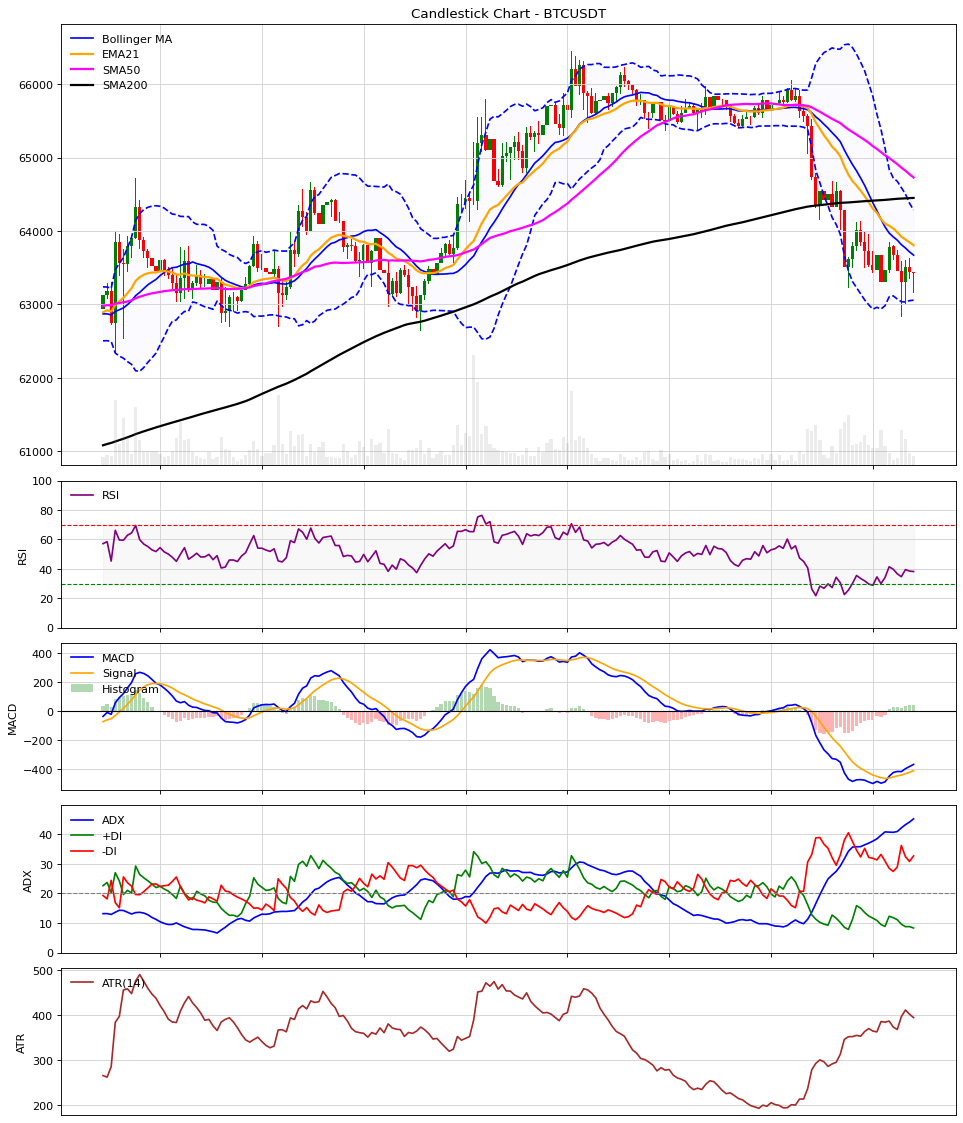 Candlestick Chart - BTCUSDT
Bollinger MA
EMA21
SMA50
SMA200
66000
65000
64000
63000
62000
61000
RSI
100
80
60
40
20
0
RSI
MACD
Signal
Histogram
400
200
0
−200
−400
MACD
ADX
+DI
-DI
40
30
20
10
0
ADX
ATR(14)
500
400
300
200
ATR